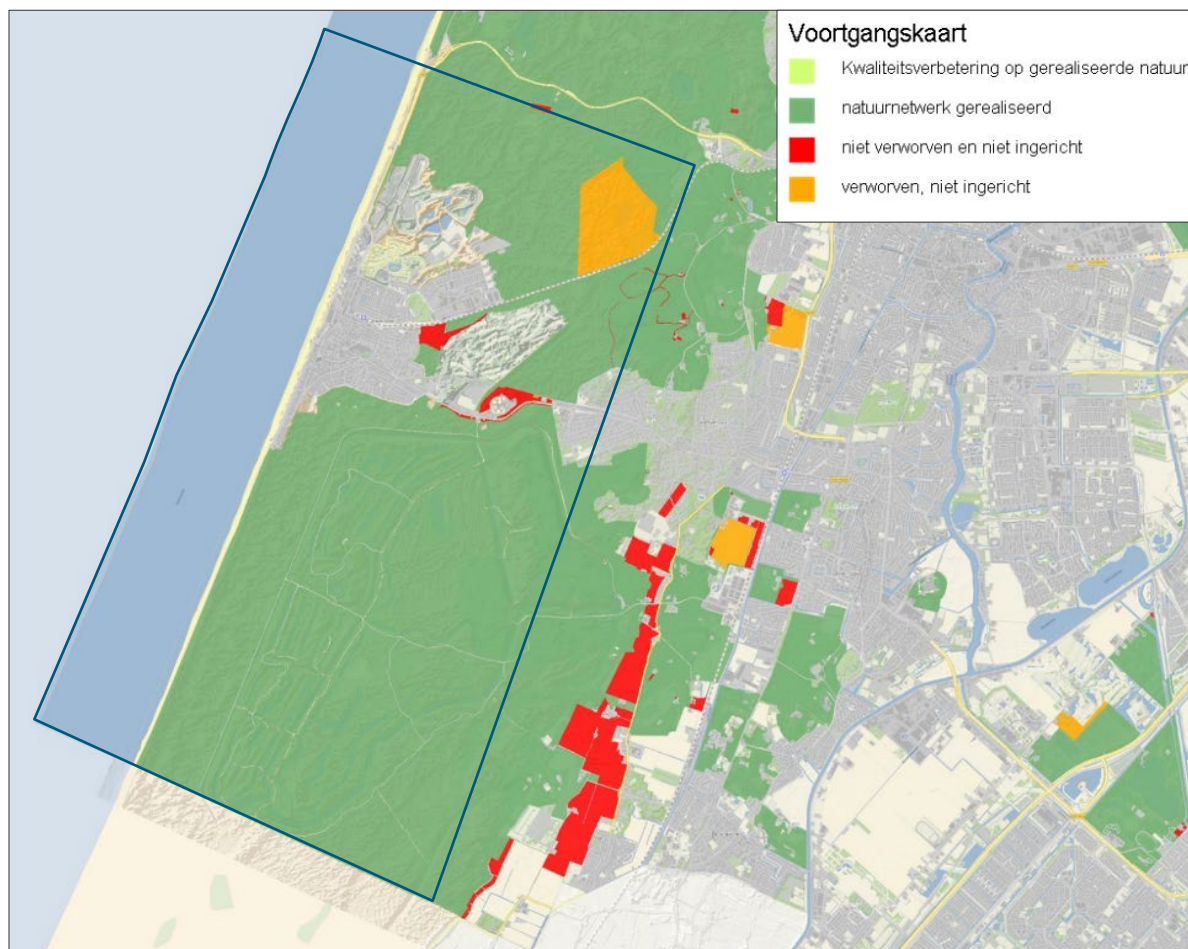 Voortgangskaart
Kwaliteitsverbetering op gerealiseerde natuur
natuurnetwerk gerealiseerd
niet verworven en niet ingericht
verworven, niet ingericht